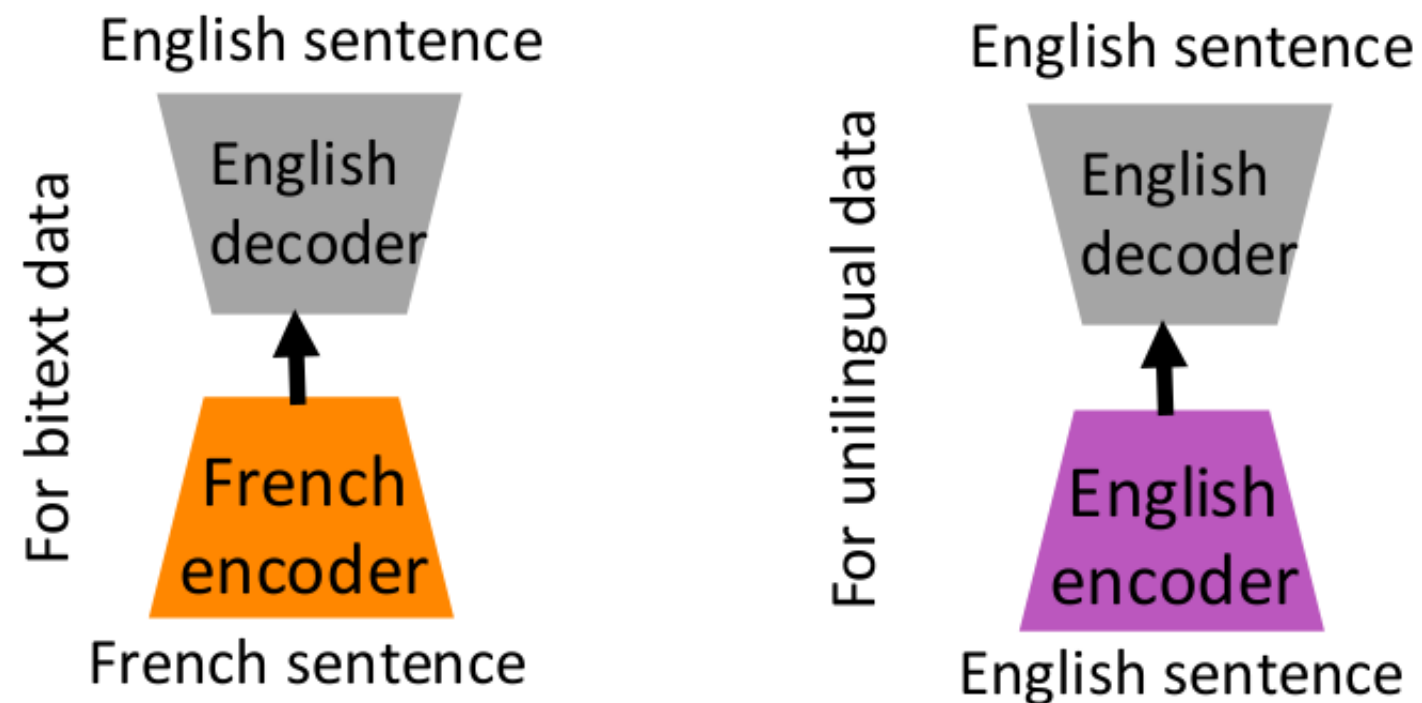 English sentence
English
decoder
For bitext data
French
encoder
French sentence
English sentence
English
decoder
For unilingual data
English
encoder
English sentence